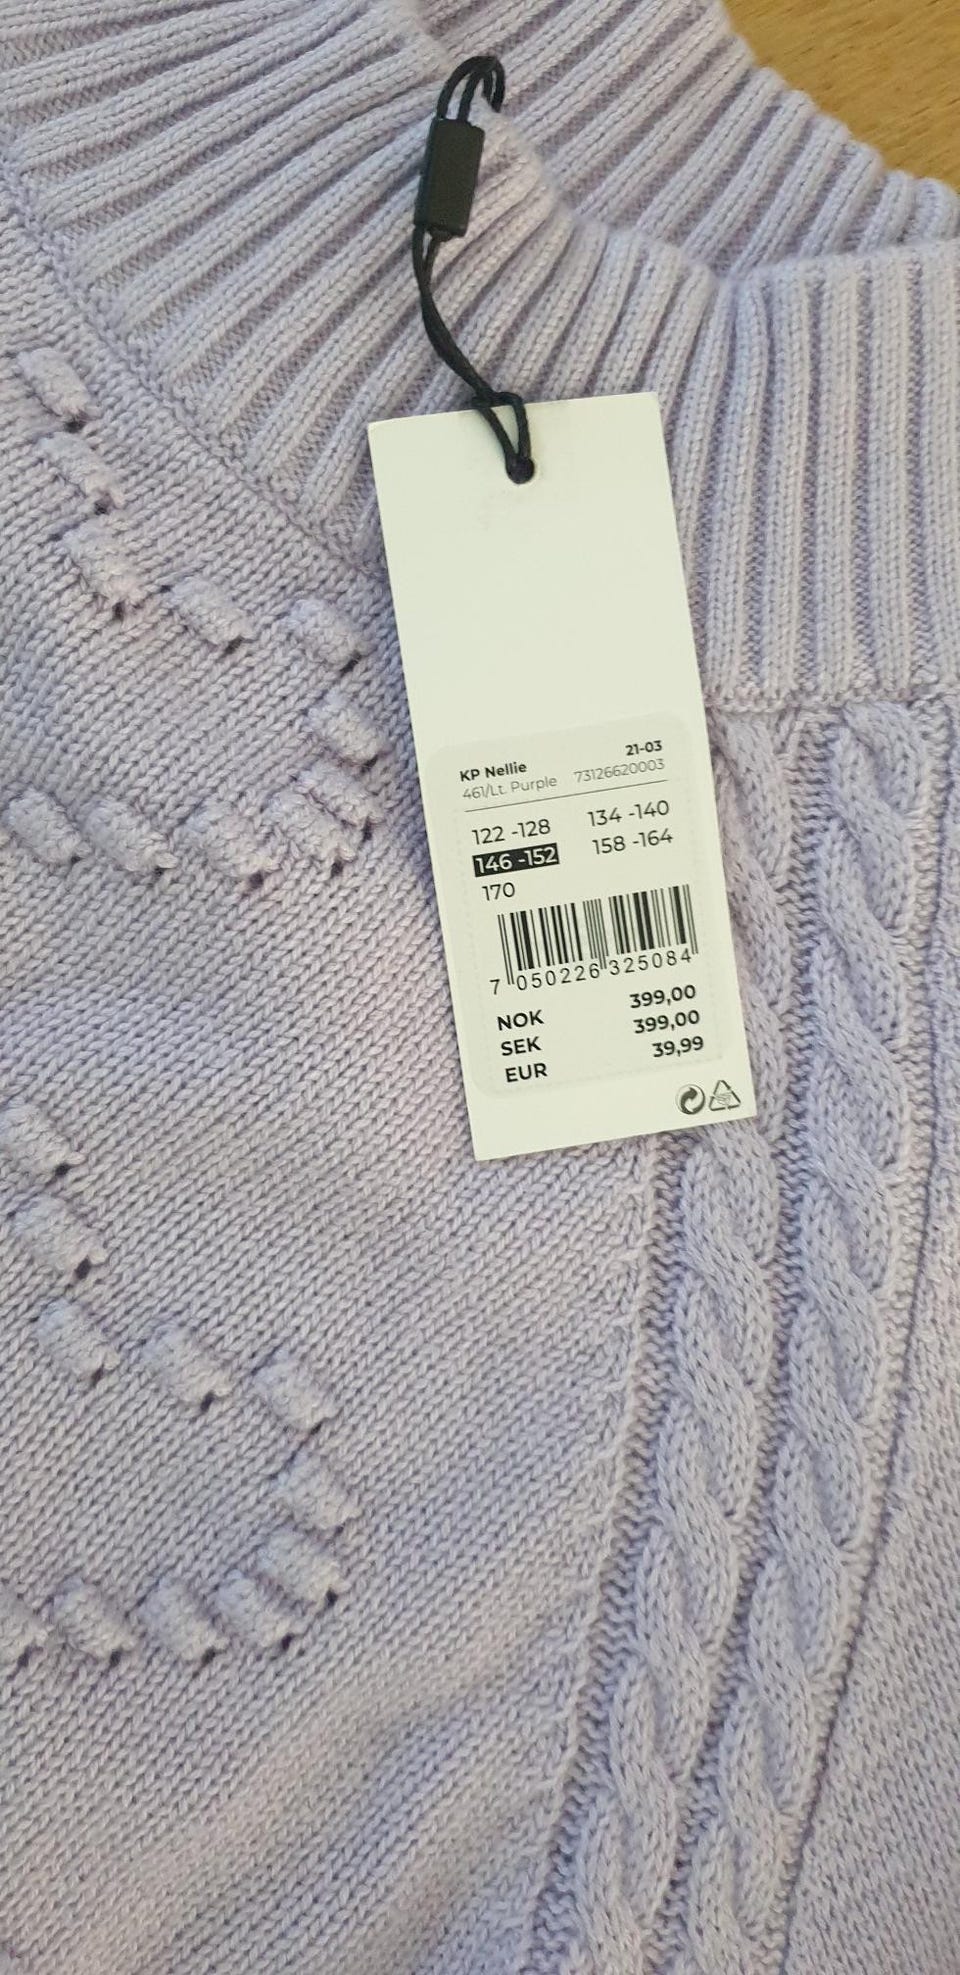 KP Nellie 21-03
461/Lt. Purple 73126620003
122 -128 134 -140
146 -152 158 -164
170
7 050226 325084
NOK 399,00
SEK 399,00
EUR 39,99